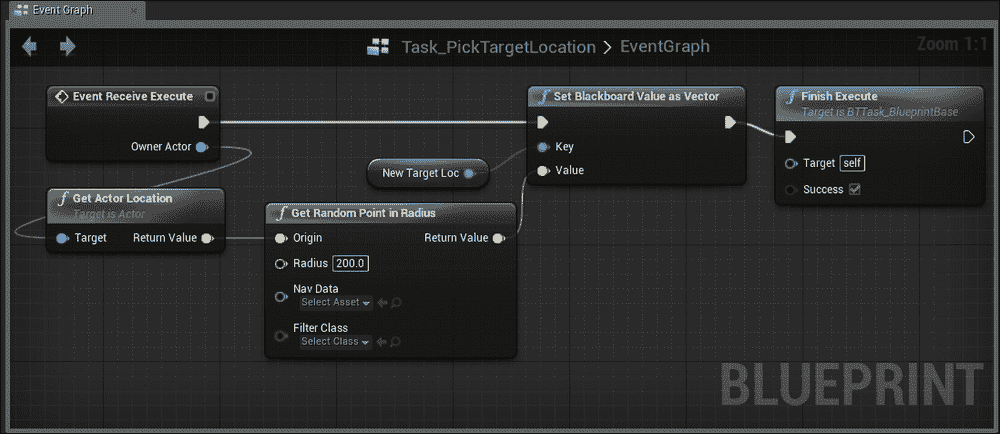 Event Graph
Task_PickTargetLocation > EventGraph
Zoom 1:1
Event Receive Execute
Owner Actor
Get Actor Location
Target is Actor
Target
Return Value
New Target Loc
Get Random Point in Radius
Origin
Return Value
Radius 200.0
Nav Data
Select Asset
Filter Class
Select Class
Set Blackboard Value as Vector
Key
Value
Finish Execute
Target is BTTask_BlueprintBase
Target self
Success
BLUEPRINT